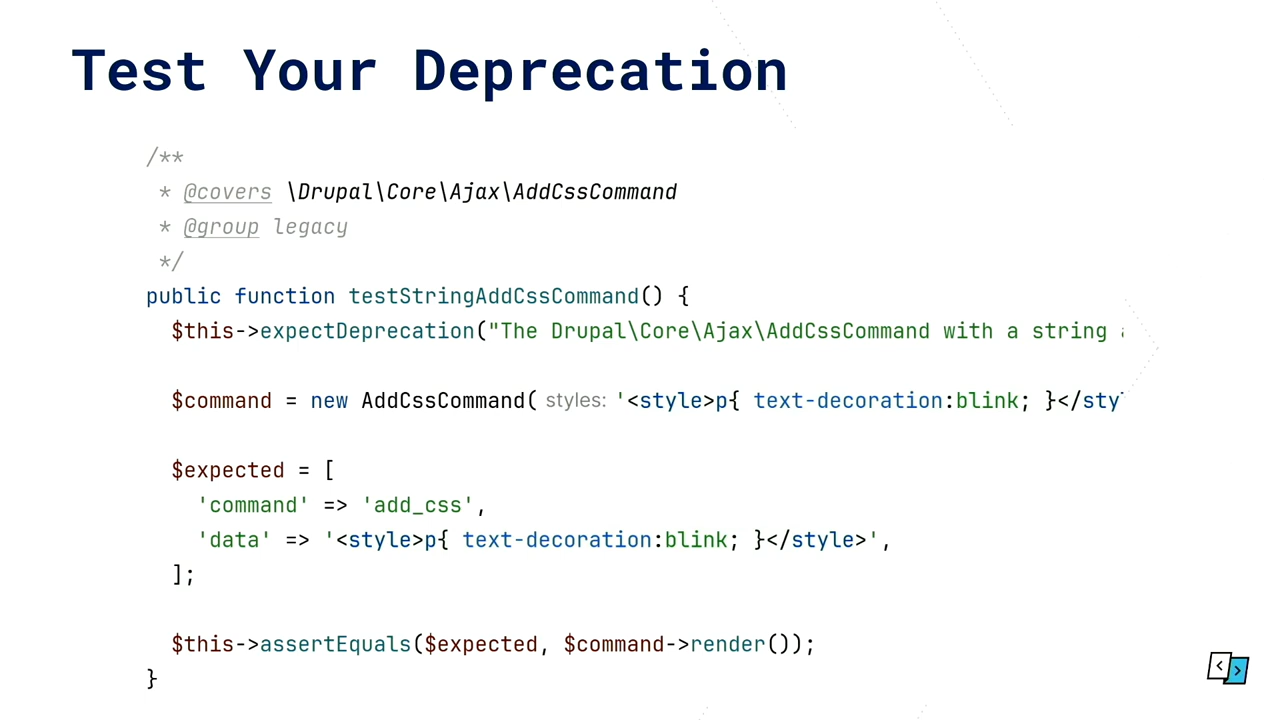 Test Your Deprecation
/**
 * @covers \Drupal\Core\Ajax\AddCssCommand
 * @group legacy
 */
public function testStringAddCssCommand() {
  $this->expectDeprecation("The Drupal\Core\Ajax\AddCssCommand with a string
  $command = new AddCssCommand( styles: '<style>p{ text-decoration:blink; }</sty
  $expected = [
    'command' => 'add_css',
    'data' => '<style>p{ text-decoration:blink; }</style>',
  ];
  $this->assertEquals($expected, $command->render());
}